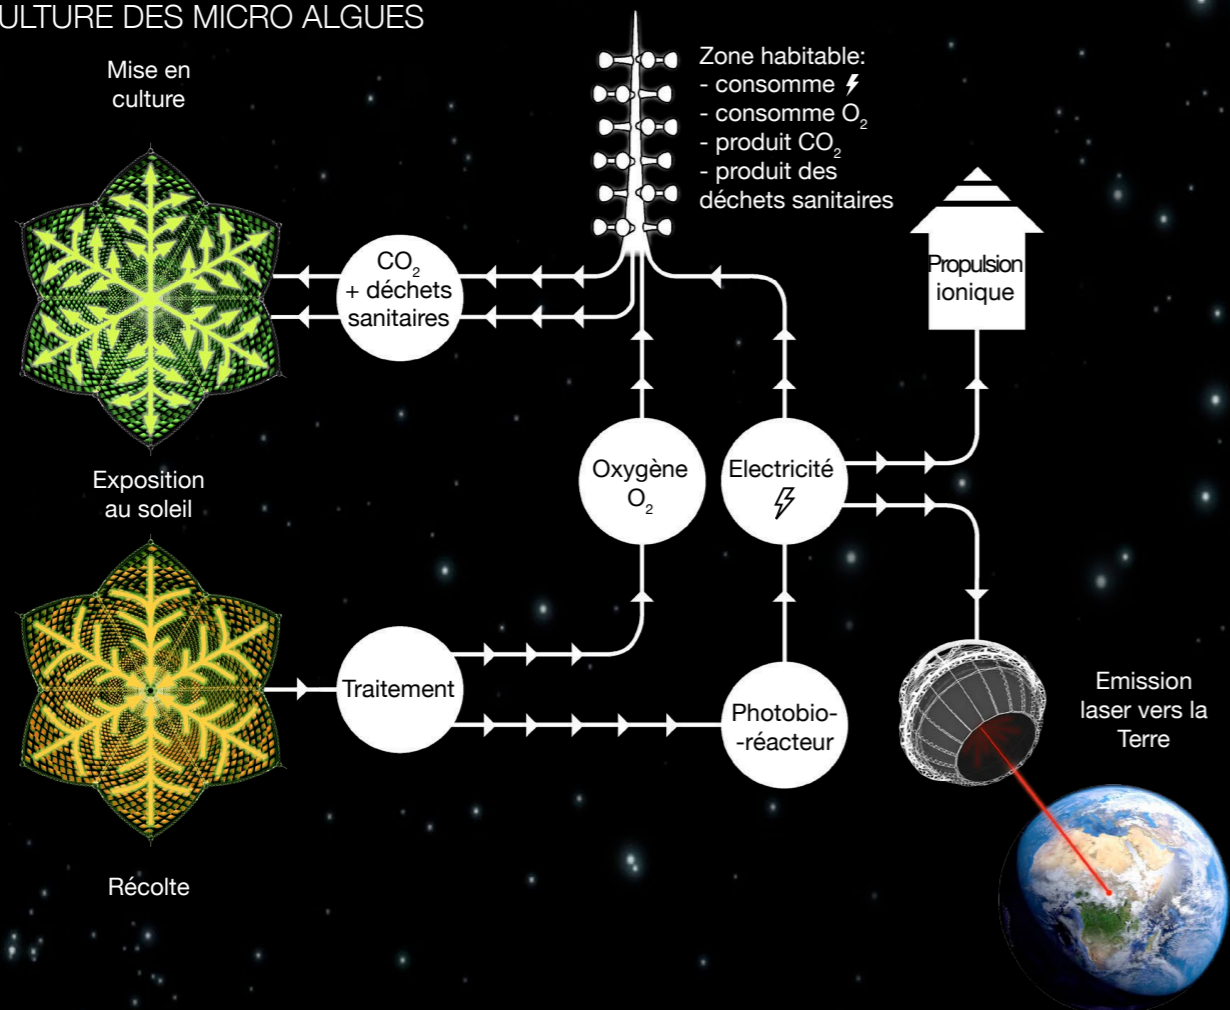 ULTURE DES MICRO ALGUES
Mise en
culture
Zone habitable:
- consomme
- consomme O₂
- produit CO₂
- produit des
déchets sanitaires
CO₂
+ déchets
sanitaires
Propulsion
ionique
Exposition
au soleil
Oxygène
O₂
Electricité
Traitement
Photobio-
-réacteur
Emission
laser vers la
Terre
Récolte